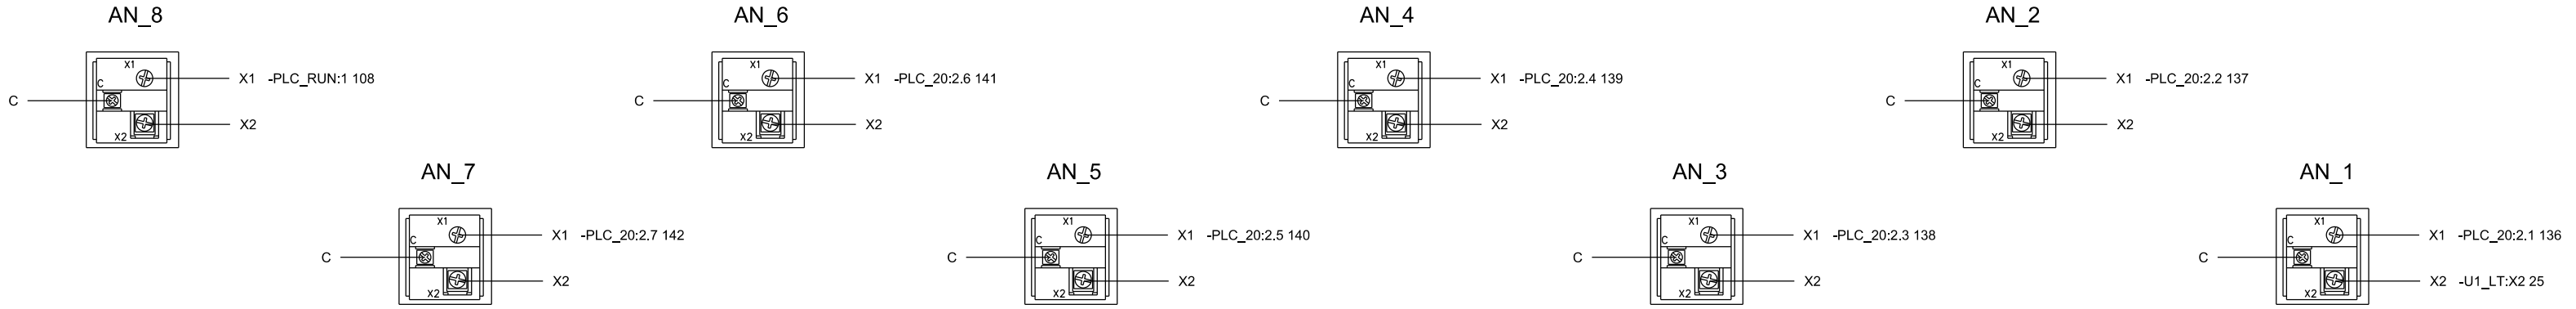 AN_8 AN_6 AN_4 AN_2
X1 X1 X1 X1
X1 -PLC_RUN:1 108 X1 -PLC_20:2.6 141 X1 -PLC_20:2.4 139 X1 -PLC_20:2.2 137
C C C C
C C C C
X2 X2 X2 X2
X2 X2 X2 X2
AN_7 AN_5 AN_3 AN_1
X1 X1 X1 X1
X1 -PLC_20:2.7 142 X1 -PLC_20:2.5 140 X1 -PLC_20:2.3 138 X1 -PLC_20:2.1 136
C C C C
C C C C
X2 X2 X2 X2 -U1_LT:X2 25
X2 X2 X2 X2